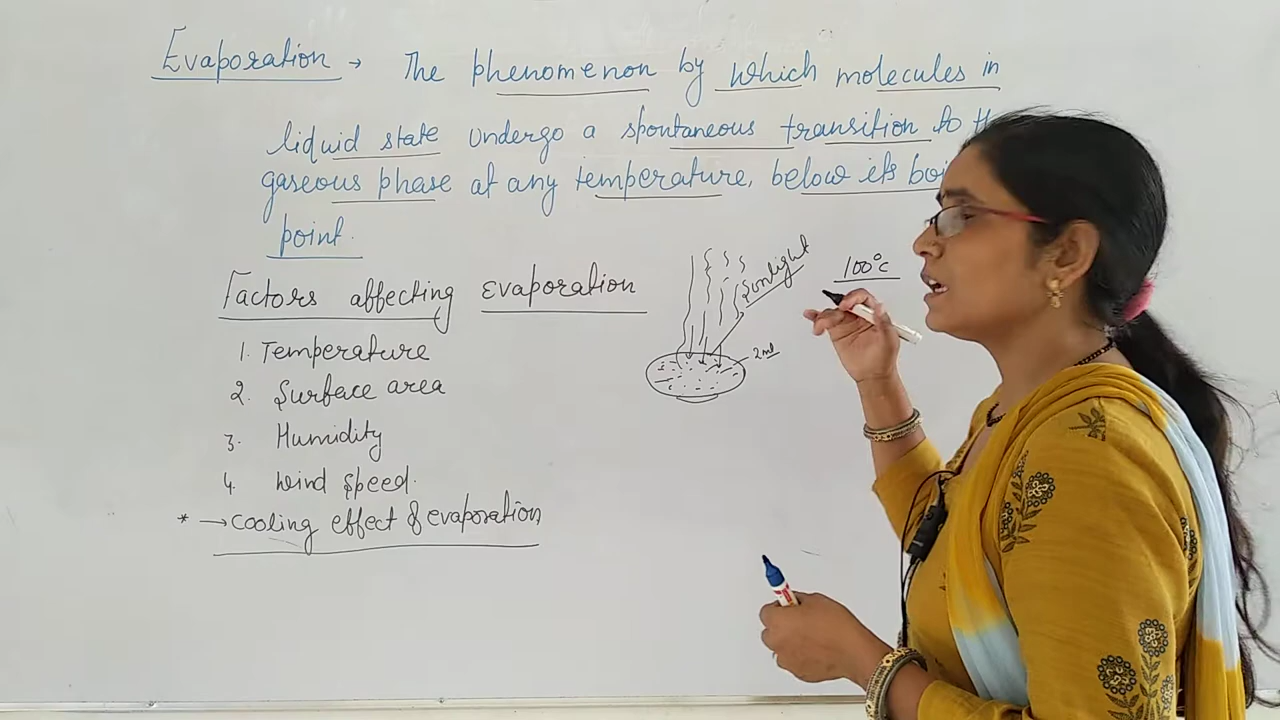 Evaporation → The phenomenon by which molecules in
liquid state undergo a spontaneous transition to
gaseous phase at any temperature, below its
point.
Factors affecting evaporation
1. Temperature
2. Surface area
3. Humidity
4. Wind speed.
* → cooling effect of evaporation
Sunlight
100°c
2ml